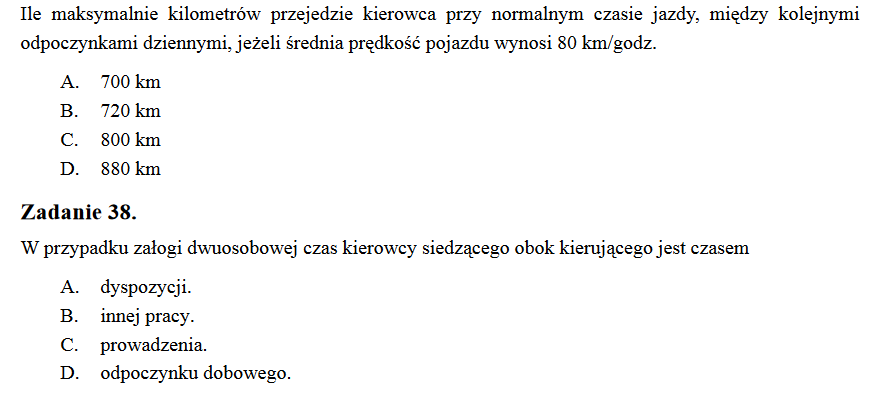 Ile maksymalnie kilometrów przejedzie kierowca przy normalnym czasie jazdy, między kolejnymi
odpoczynkami dziennymi, jeżeli średnia prędkość pojazdu wynosi 80 km/godz.
A. 700 km
B. 720 km
C. 800 km
D. 880 km
Zadanie 38.
W przypadku załogi dwuosobowej czas kierowcy siedzącego obok kierującego jest czasem
A. dyspozycji.
B. innej pracy.
C. prowadzenia.
D. odpoczynku dobowego.